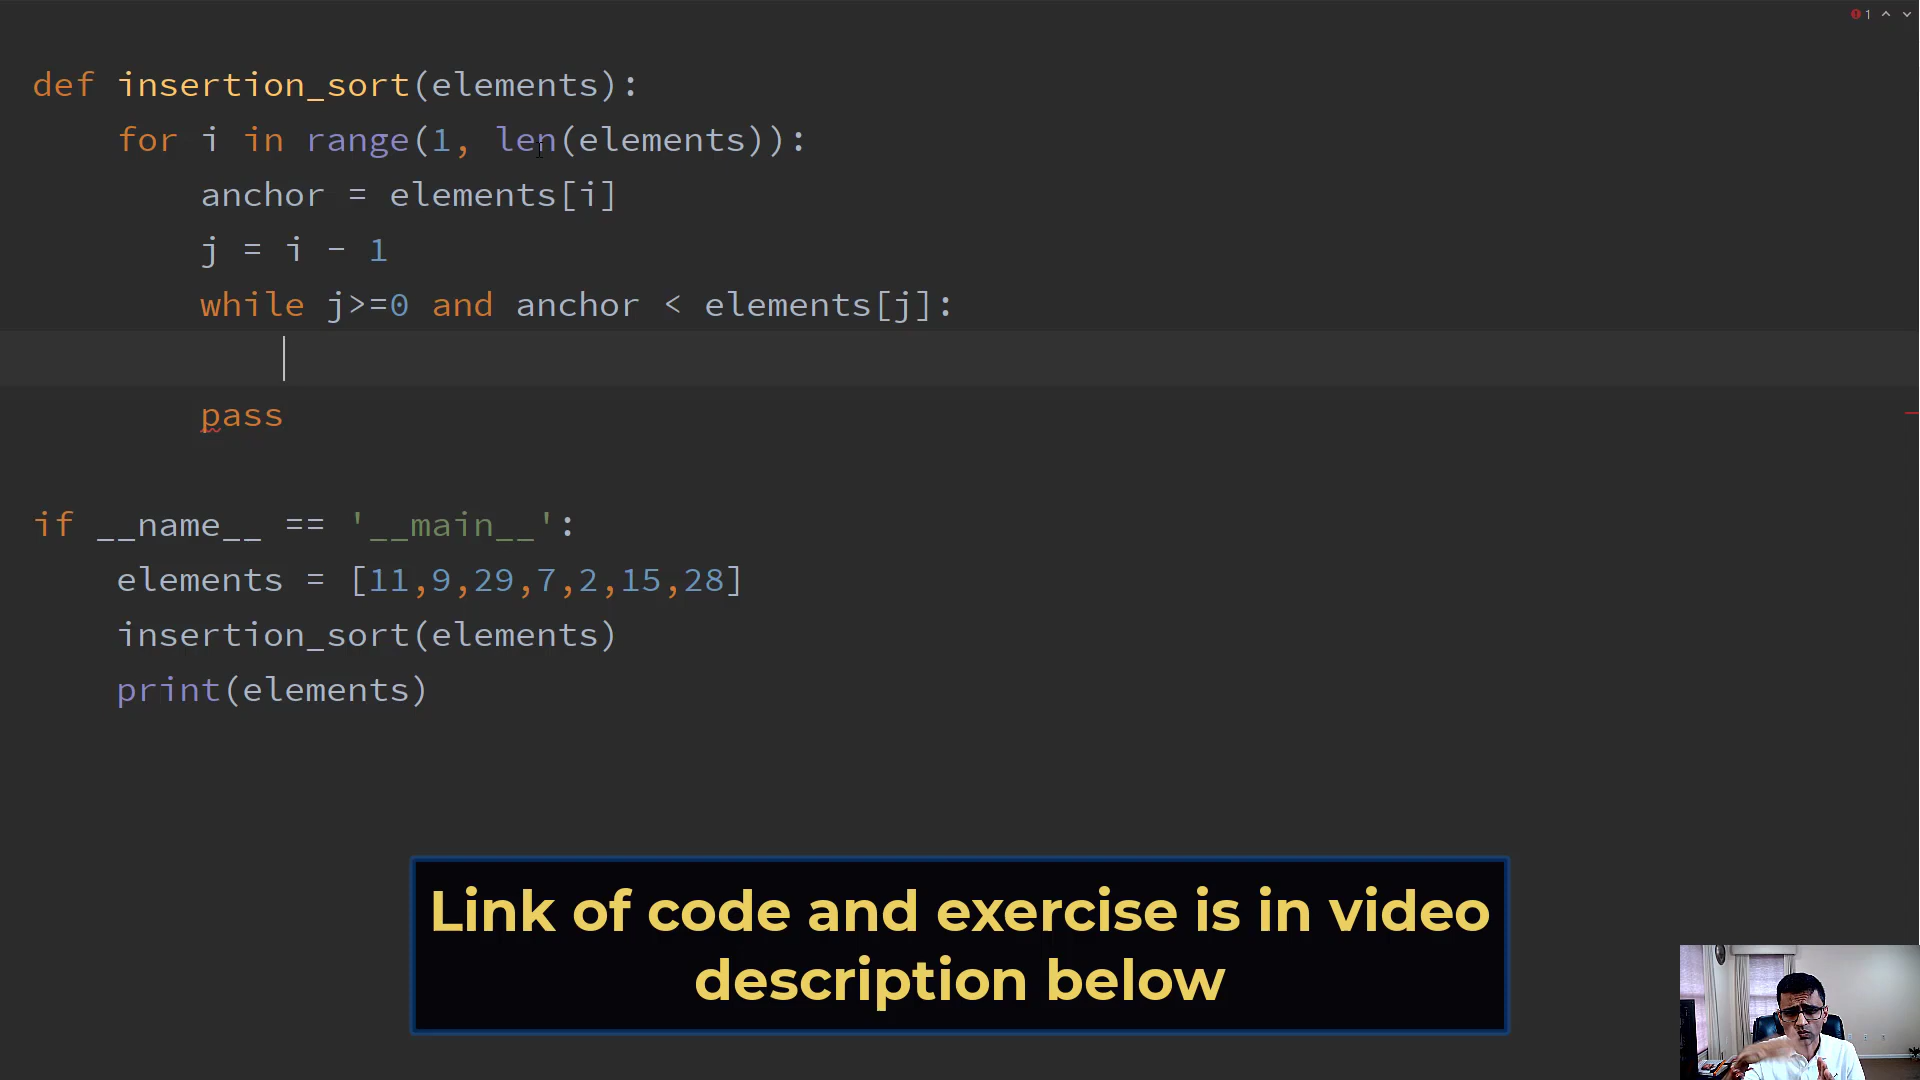 1
def insertion_sort(elements):
    for i in range(1, len(elements)):
        anchor = elements[i]
        j = i - 1
        while j>=0 and anchor < elements[j]:
        pass
if __name__ == '__main__':
    elements = [11,9,29,7,2,15,28]
    insertion_sort(elements)
    print(elements)
Link of code and exercise is in video
description below